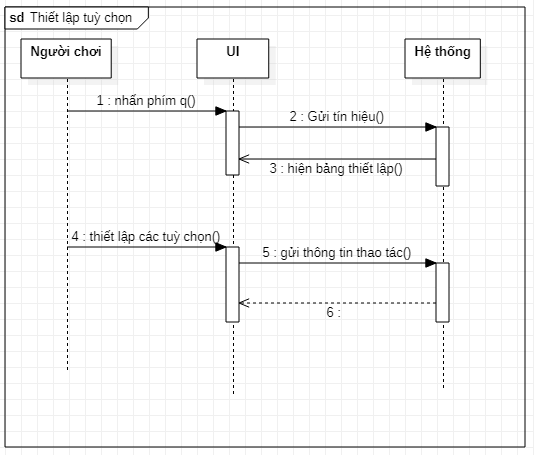 sd Thiết lập tuỳ chọn
Người chơi
UI
Hệ thống
1 : nhấn phím q()
2 : Gửi tín hiệu()
3 : hiện bảng thiết lập()
4 : thiết lập các tuỳ chọn()
5 : gửi thông tin thao tác()
6 :